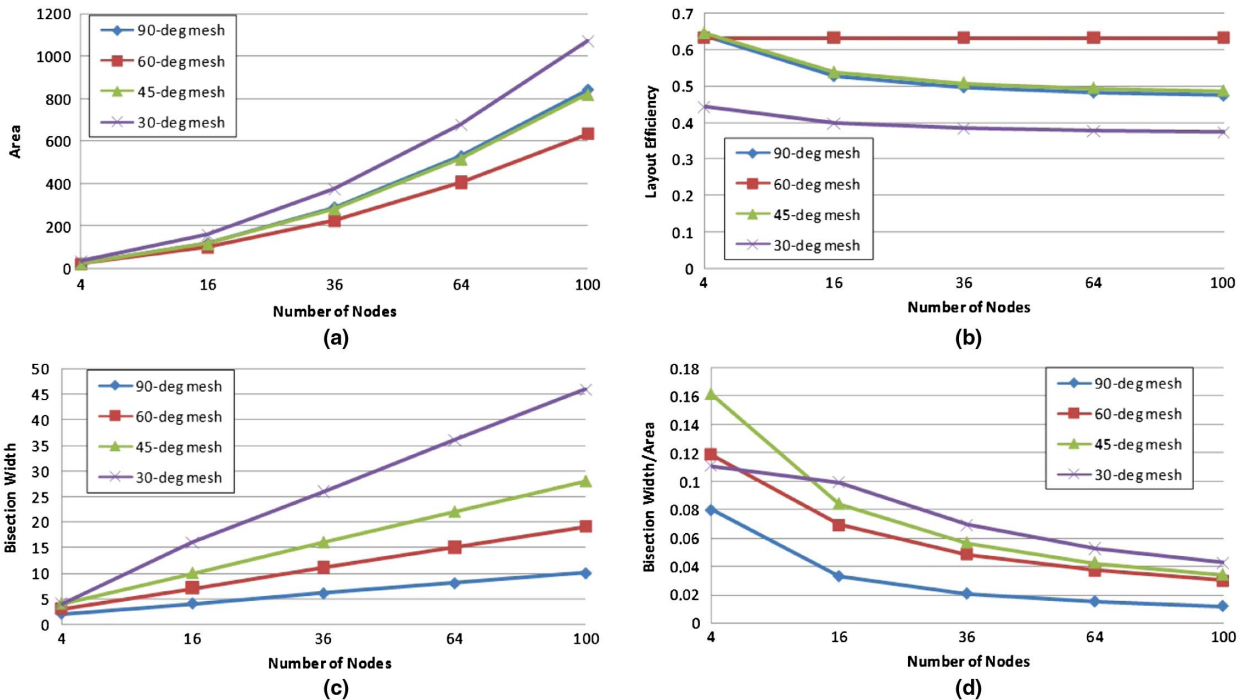 1200
1000
800
600
400
200
0
Area
90-deg mesh
60-deg mesh
45-deg mesh
30-deg mesh
4 16 36 64 100
Number of Nodes
(a)
0.7
0.6
0.5
0.4
0.3
0.2
0.1
0
Layout Efficiency
90-deg mesh
60-deg mesh
45-deg mesh
30-deg mesh
4 16 36 64 100
Number of Nodes
(b)
50
45
40
35
30
25
20
15
10
5
0
Bisection Width
90-deg mesh
60-deg mesh
45-deg mesh
30-deg mesh
4 16 36 64 100
Number of Nodes
(c)
0.18
0.16
0.14
0.12
0.1
0.08
0.06
0.04
0.02
0
Bisection Width/Area
90-deg mesh
60-deg mesh
45-deg mesh
30-deg mesh
4 16 36 64 100
Number of Nodes
(d)